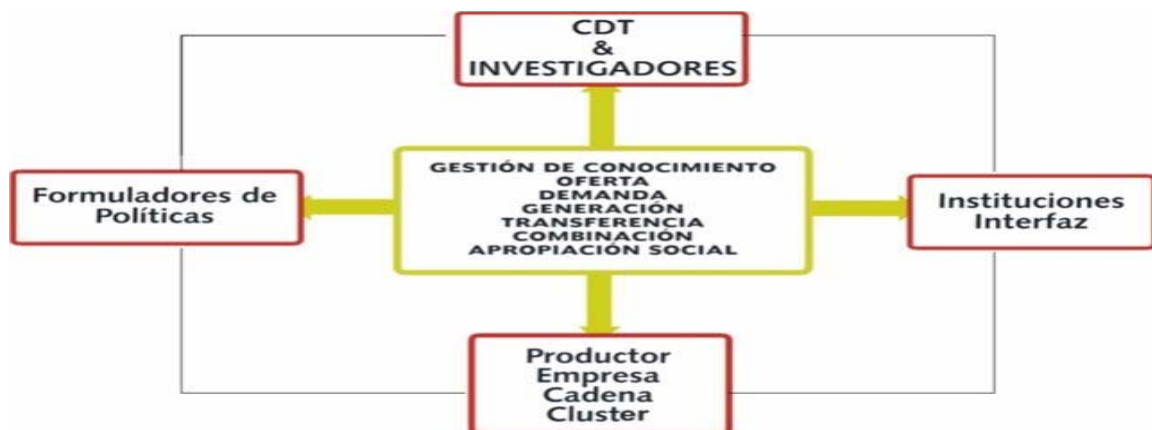 CDT
&
INVESTIGADORES
GESTIÓN DE CONOCIMIENTO
OFERTA
DEMANDA
GENERACIÓN
TRANSFERENCIA
COMBINACIÓN
APROPIACIÓN SOCIAL
Formuladores de
Políticas
Instituciones
Interfaz
Productor
Empresa
Cadena
Cluster